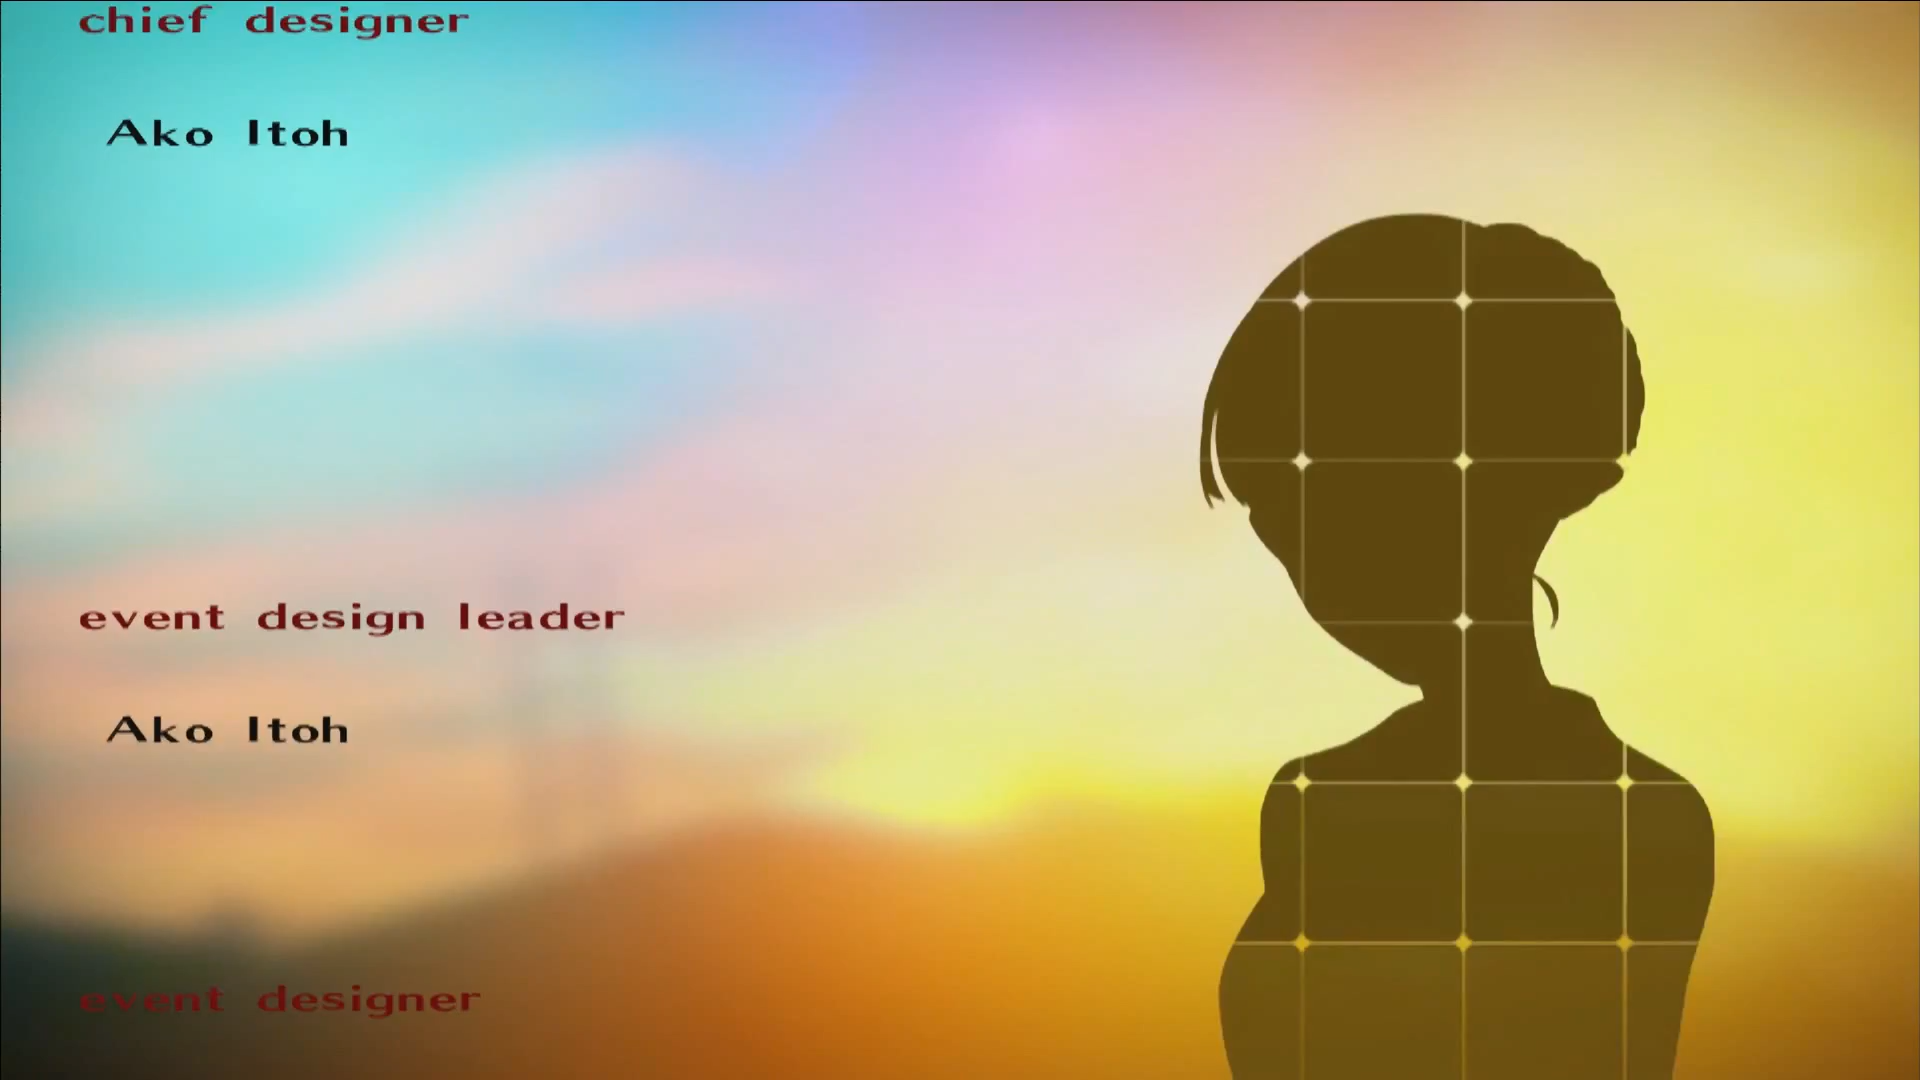 chief designer
Ako Itoh
event design leader
Ako Itoh
event designer